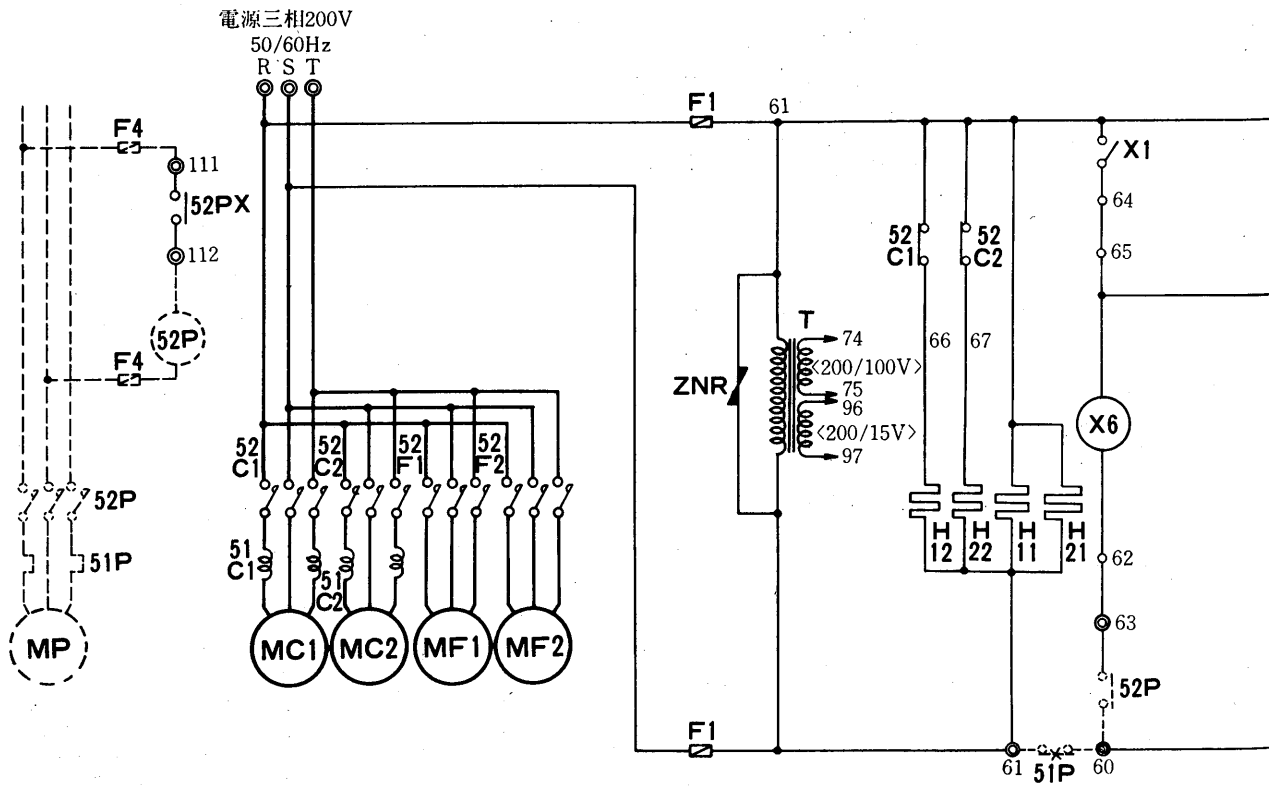 電源三相200V
50/60Hz
R S T
F4
111
52PX
112
52P
F4
52P
51P
MP
52
C1
52
C2
52
F1
52
F2
51
C1
51
C2
MC1
MC2
MF1
MF2
F1
61
ZNR
T
74
<200/100V>
75
96
<200/15V>
97
52
C1
52
C2
66
67
H
12
H
22
H
11
H
21
X1
64
65
X6
62
63
52P
F1
61
51P
60